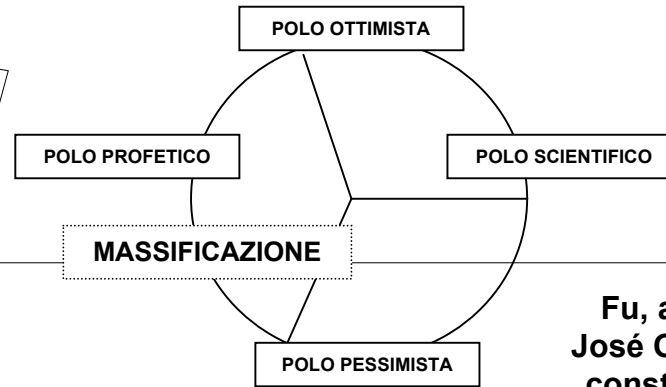 POLO OTTIMISTA
POLO PROFETICO
POLO SCIENTIFICO
MASSIFICAZIONE
Fu, a
José C
const
POLO PESSIMISTA